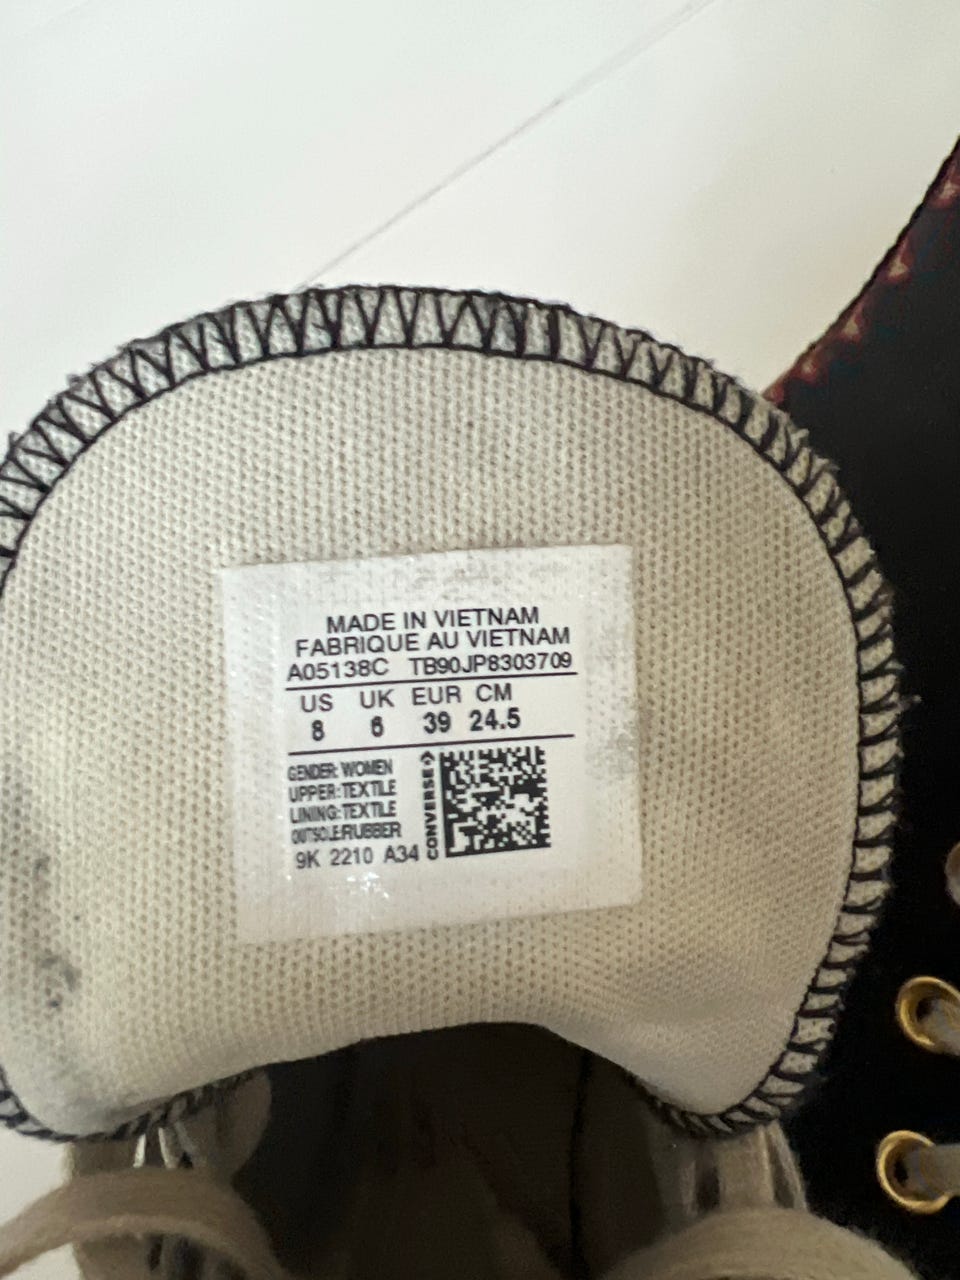 MADE IN VIETNAM
FABRIQUE AU VIETNAM
A05138C TB90JP8303709
US UK EUR CM
8 6 39 24.5
GENDER: WOMEN
UPPER:TEXTILE
LINING:TEXTILE
OUTSOLE:RUBBER
9K 2210 A34
CONVERSE